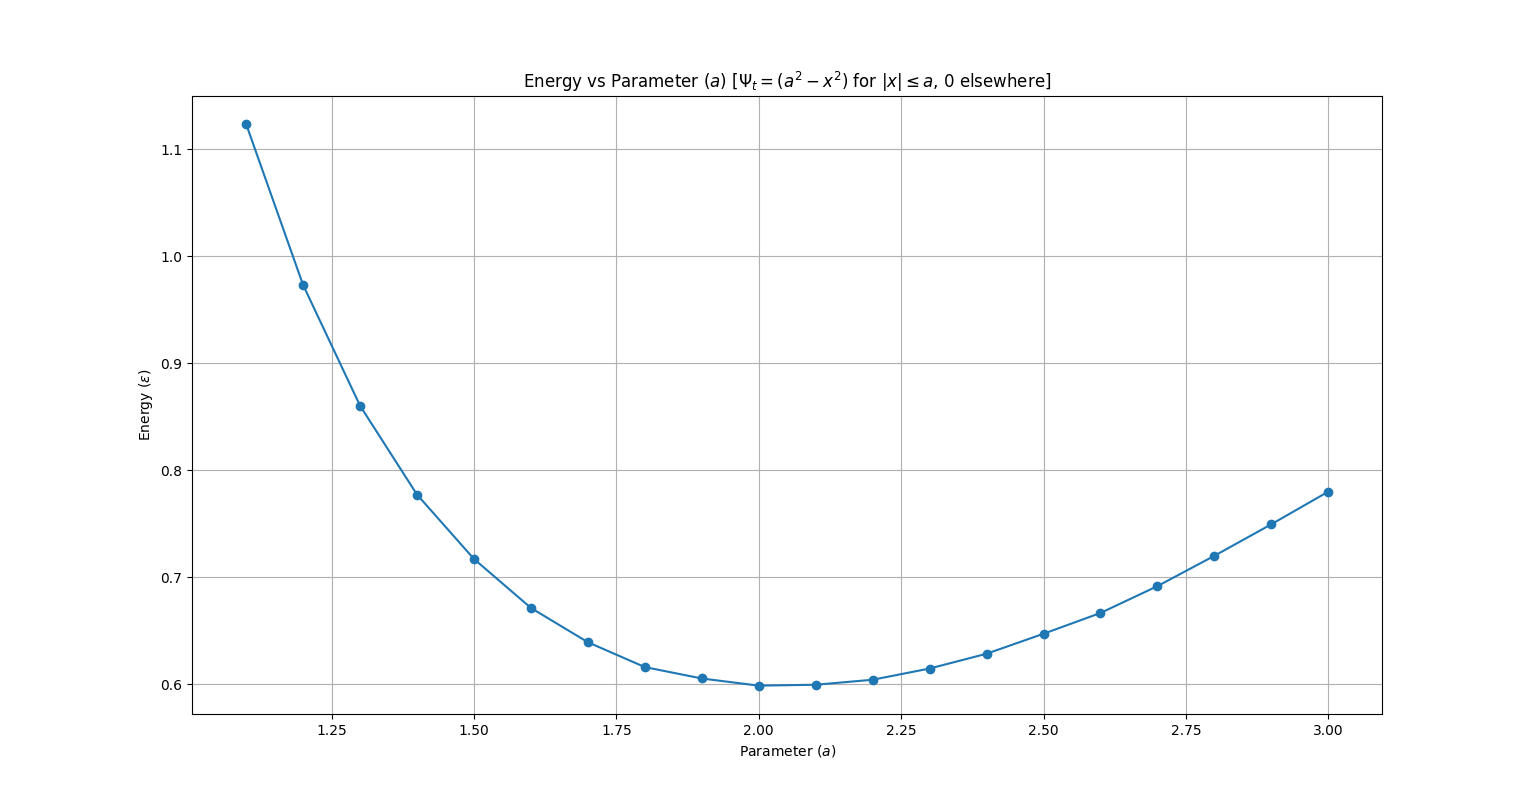 Energy vs Parameter (a) [Ψ_t = (a² − x²) for |x| ≤ a, 0 elsewhere]
1.1
1.0
0.9
0.8
0.7
0.6
Energy (ε)
1.25 1.50 1.75 2.00 2.25 2.50 2.75 3.00
Parameter (a)